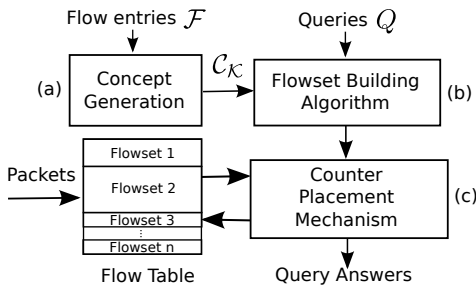 Flow entries ℱ
Queries Q
(a)
Concept
Generation
𝒞_𝒦
Flowset Building
Algorithm
(b)
Packets
Flowset 1
Flowset 2
Flowset 3
⋮
Flowset n
Flow Table
Counter
Placement
Mechanism
(c)
Query Answers